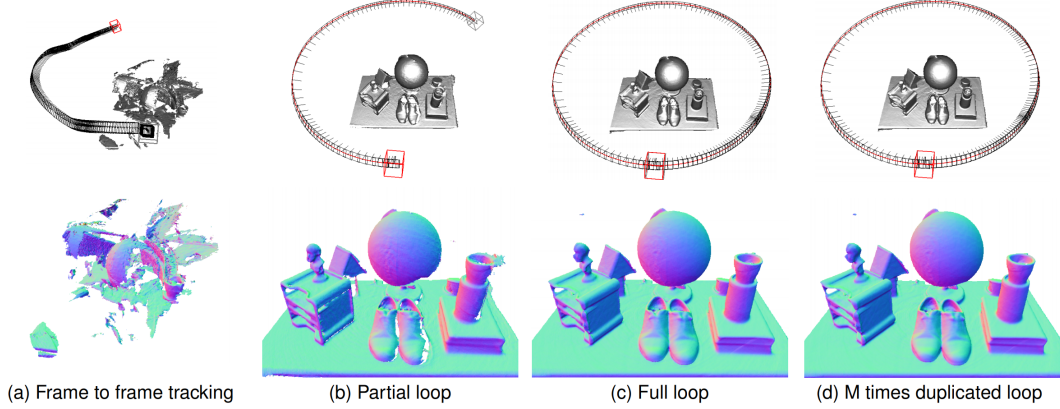 (a) Frame to frame tracking
(b) Partial loop
(c) Full loop
(d) M times duplicated loop